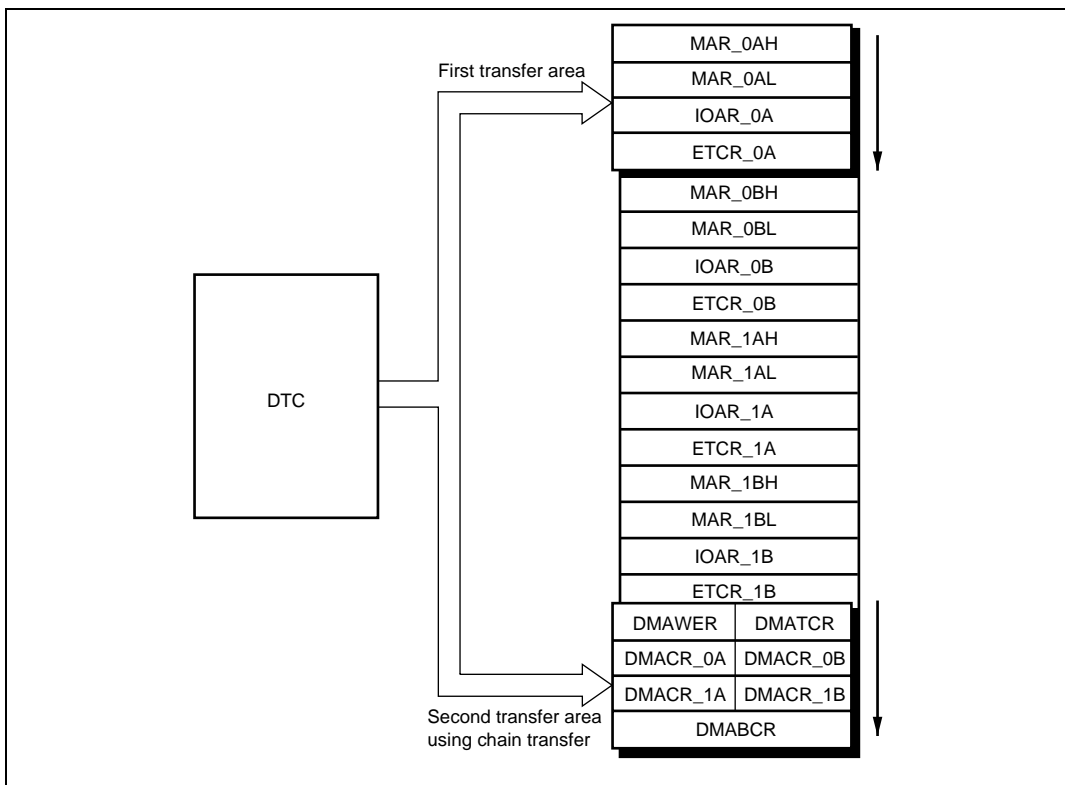 First transfer area
MAR_0AH
MAR_0AL
IOAR_0A
ETCR_0A
MAR_0BH
MAR_0BL
IOAR_0B
ETCR_0B
MAR_1AH
MAR_1AL
IOAR_1A
ETCR_1A
MAR_1BH
MAR_1BL
IOAR_1B
ETCR_1B
DTC
DMAWER DMATCR
DMACR_0A DMACR_0B
DMACR_1A DMACR_1B
DMABCR
Second transfer area
using chain transfer